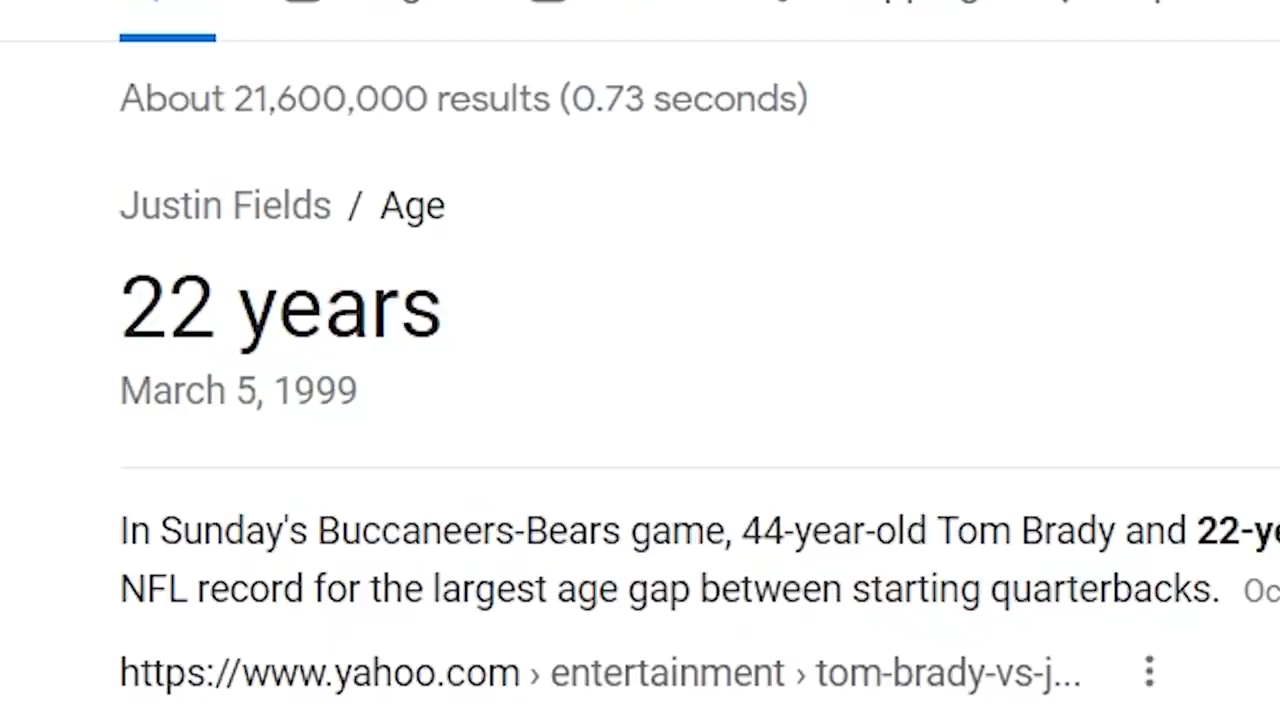 About 21,600,000 results (0.73 seconds)
Justin Fields / Age
22 years
March 5, 1999
In Sunday's Buccaneers-Bears game, 44-year-old Tom Brady and
NFL record for the largest age gap between starting quarterbacks.
https://www.yahoo.com › entertainment › tom-brady-vs-j...